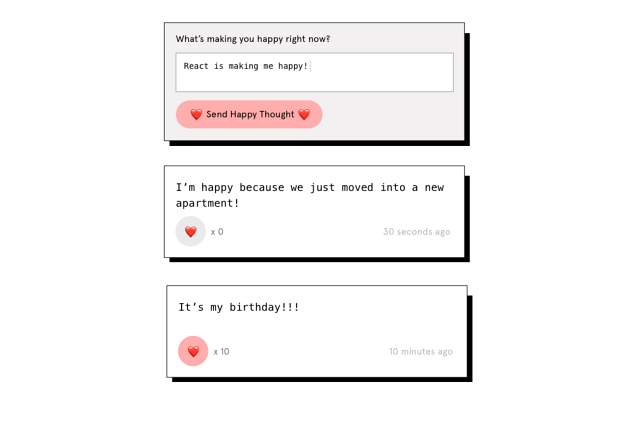 What's making you happy right now?
React is making me happy!
❤️ Send Happy Thought ❤️
I'm happy because we just moved into a new
apartment!
❤️ x 0
30 seconds ago
It's my birthday!!!
❤️ x 10
10 minutes ago